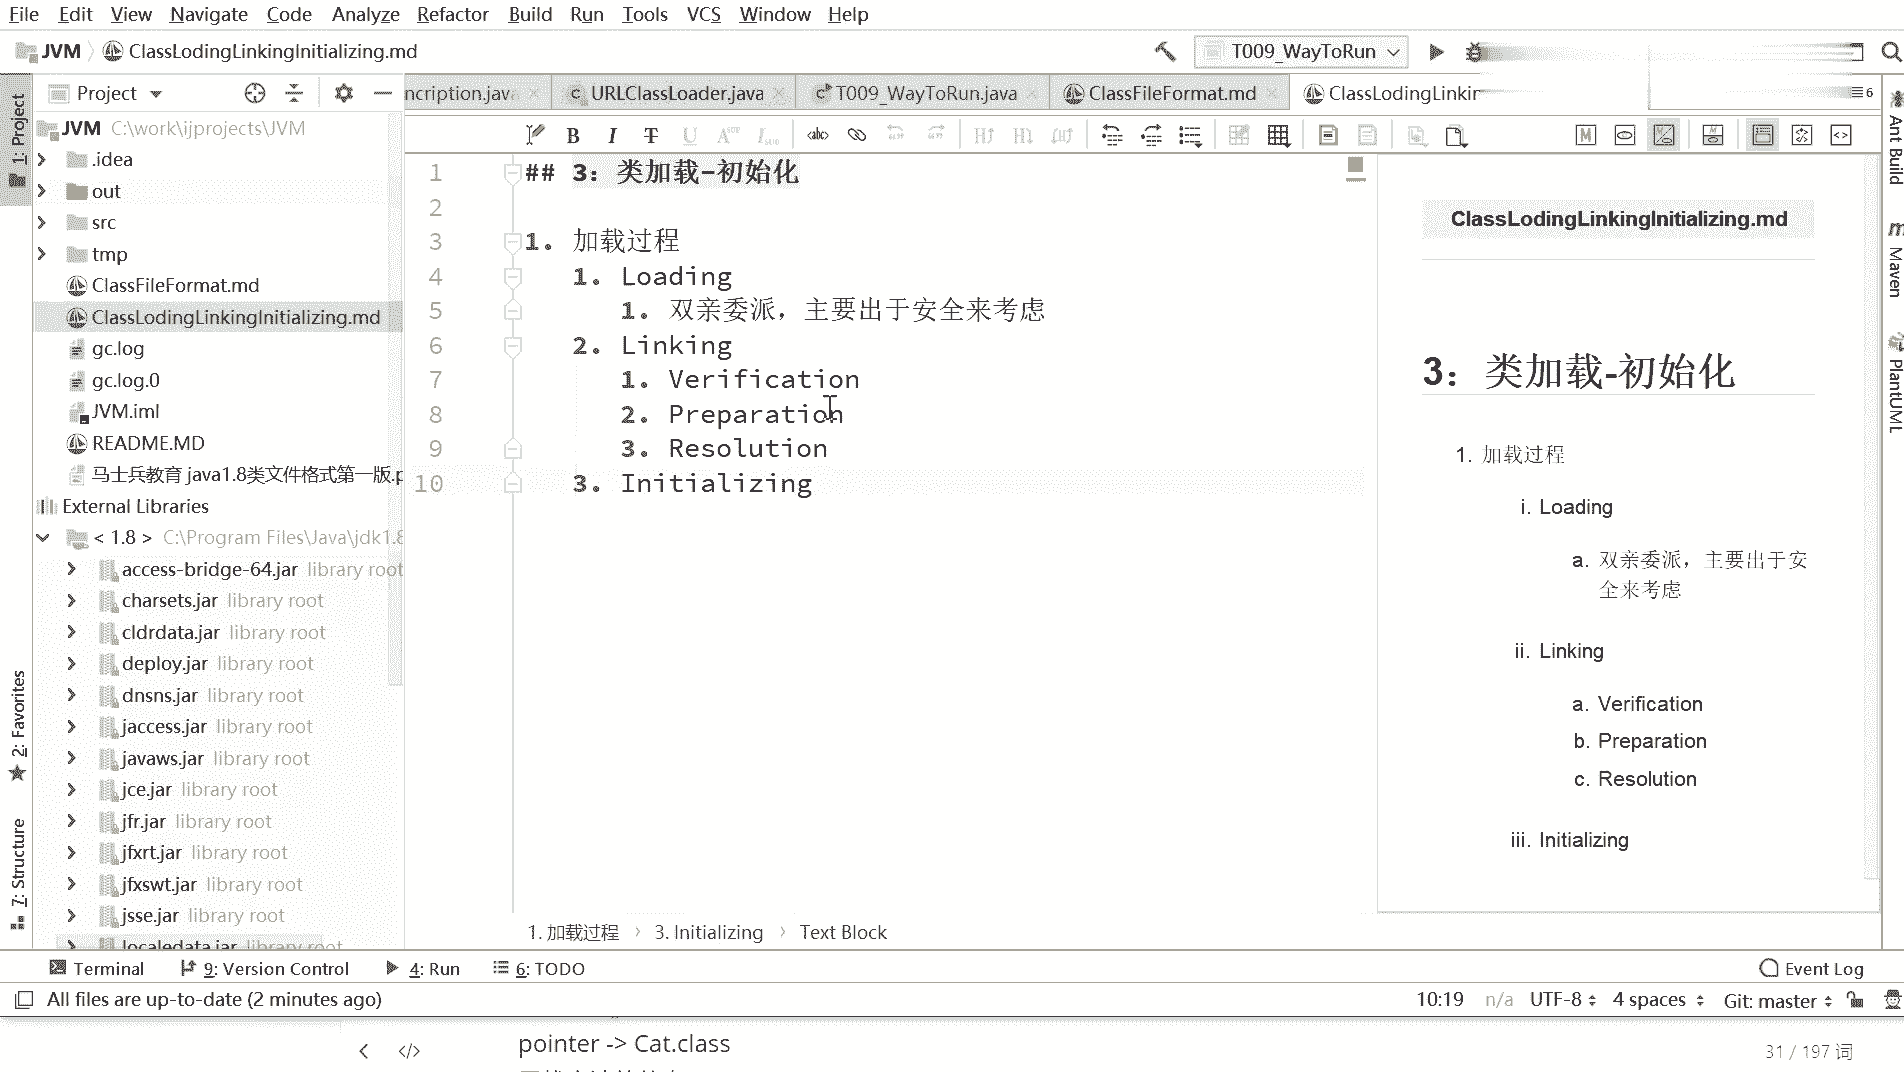 File Edit View Navigate Code Analyze Refactor Build Run Tools VCS Window Help
JVM ClassLodingLinkingInitializing.md T009_WayToRun
Project ncription.java URLClassLoader.java T009_WayToRun.java ClassFileFormat.md ClassLodingLinkin 6
JVM C:\work\ijprojects\JVM
.idea
out
src
tmp
ClassFileFormat.md
ClassLodingLinkingInitializing.md
gc.log
gc.log.0
JVM.iml
README.MD
马士兵教育 java1.8类文件格式第一版.p
External Libraries
< 1.8 > C:\Program Files\Java\jdk1.8
access-bridge-64.jar library root
charsets.jar library root
cldrdata.jar library root
deploy.jar library root
dnsns.jar library root
jaccess.jar library root
javaws.jar library root
jce.jar library root
jfr.jar library root
jfxrt.jar library root
jfxswt.jar library root
jsse.jar library root
localedata.jar library root
1: Project
2: Favorites
7: Structure
1 ## 3：类加载-初始化
2
3 1. 加载过程
4 1. Loading
5 1. 双亲委派，主要出于安全来考虑
6 2. Linking
7 1. Verification
8 2. Preparation
9 3. Resolution
10 3. Initializing
1. 加载过程 › 3. Initializing › Text Block
ClassLodingLinkingInitializing.md
3：类加载-初始化
1. 加载过程
i. Loading
a. 双亲委派，主要出于安
全来考虑
ii. Linking
a. Verification
b. Preparation
c. Resolution
iii. Initializing
Ant Build
Maven
PlantUML
Terminal 9: Version Control 4: Run 6: TODO Event Log
All files are up-to-date (2 minutes ago) 10:19 n/a UTF-8 4 spaces Git: master
pointer -> Cat.class
31 / 197 词